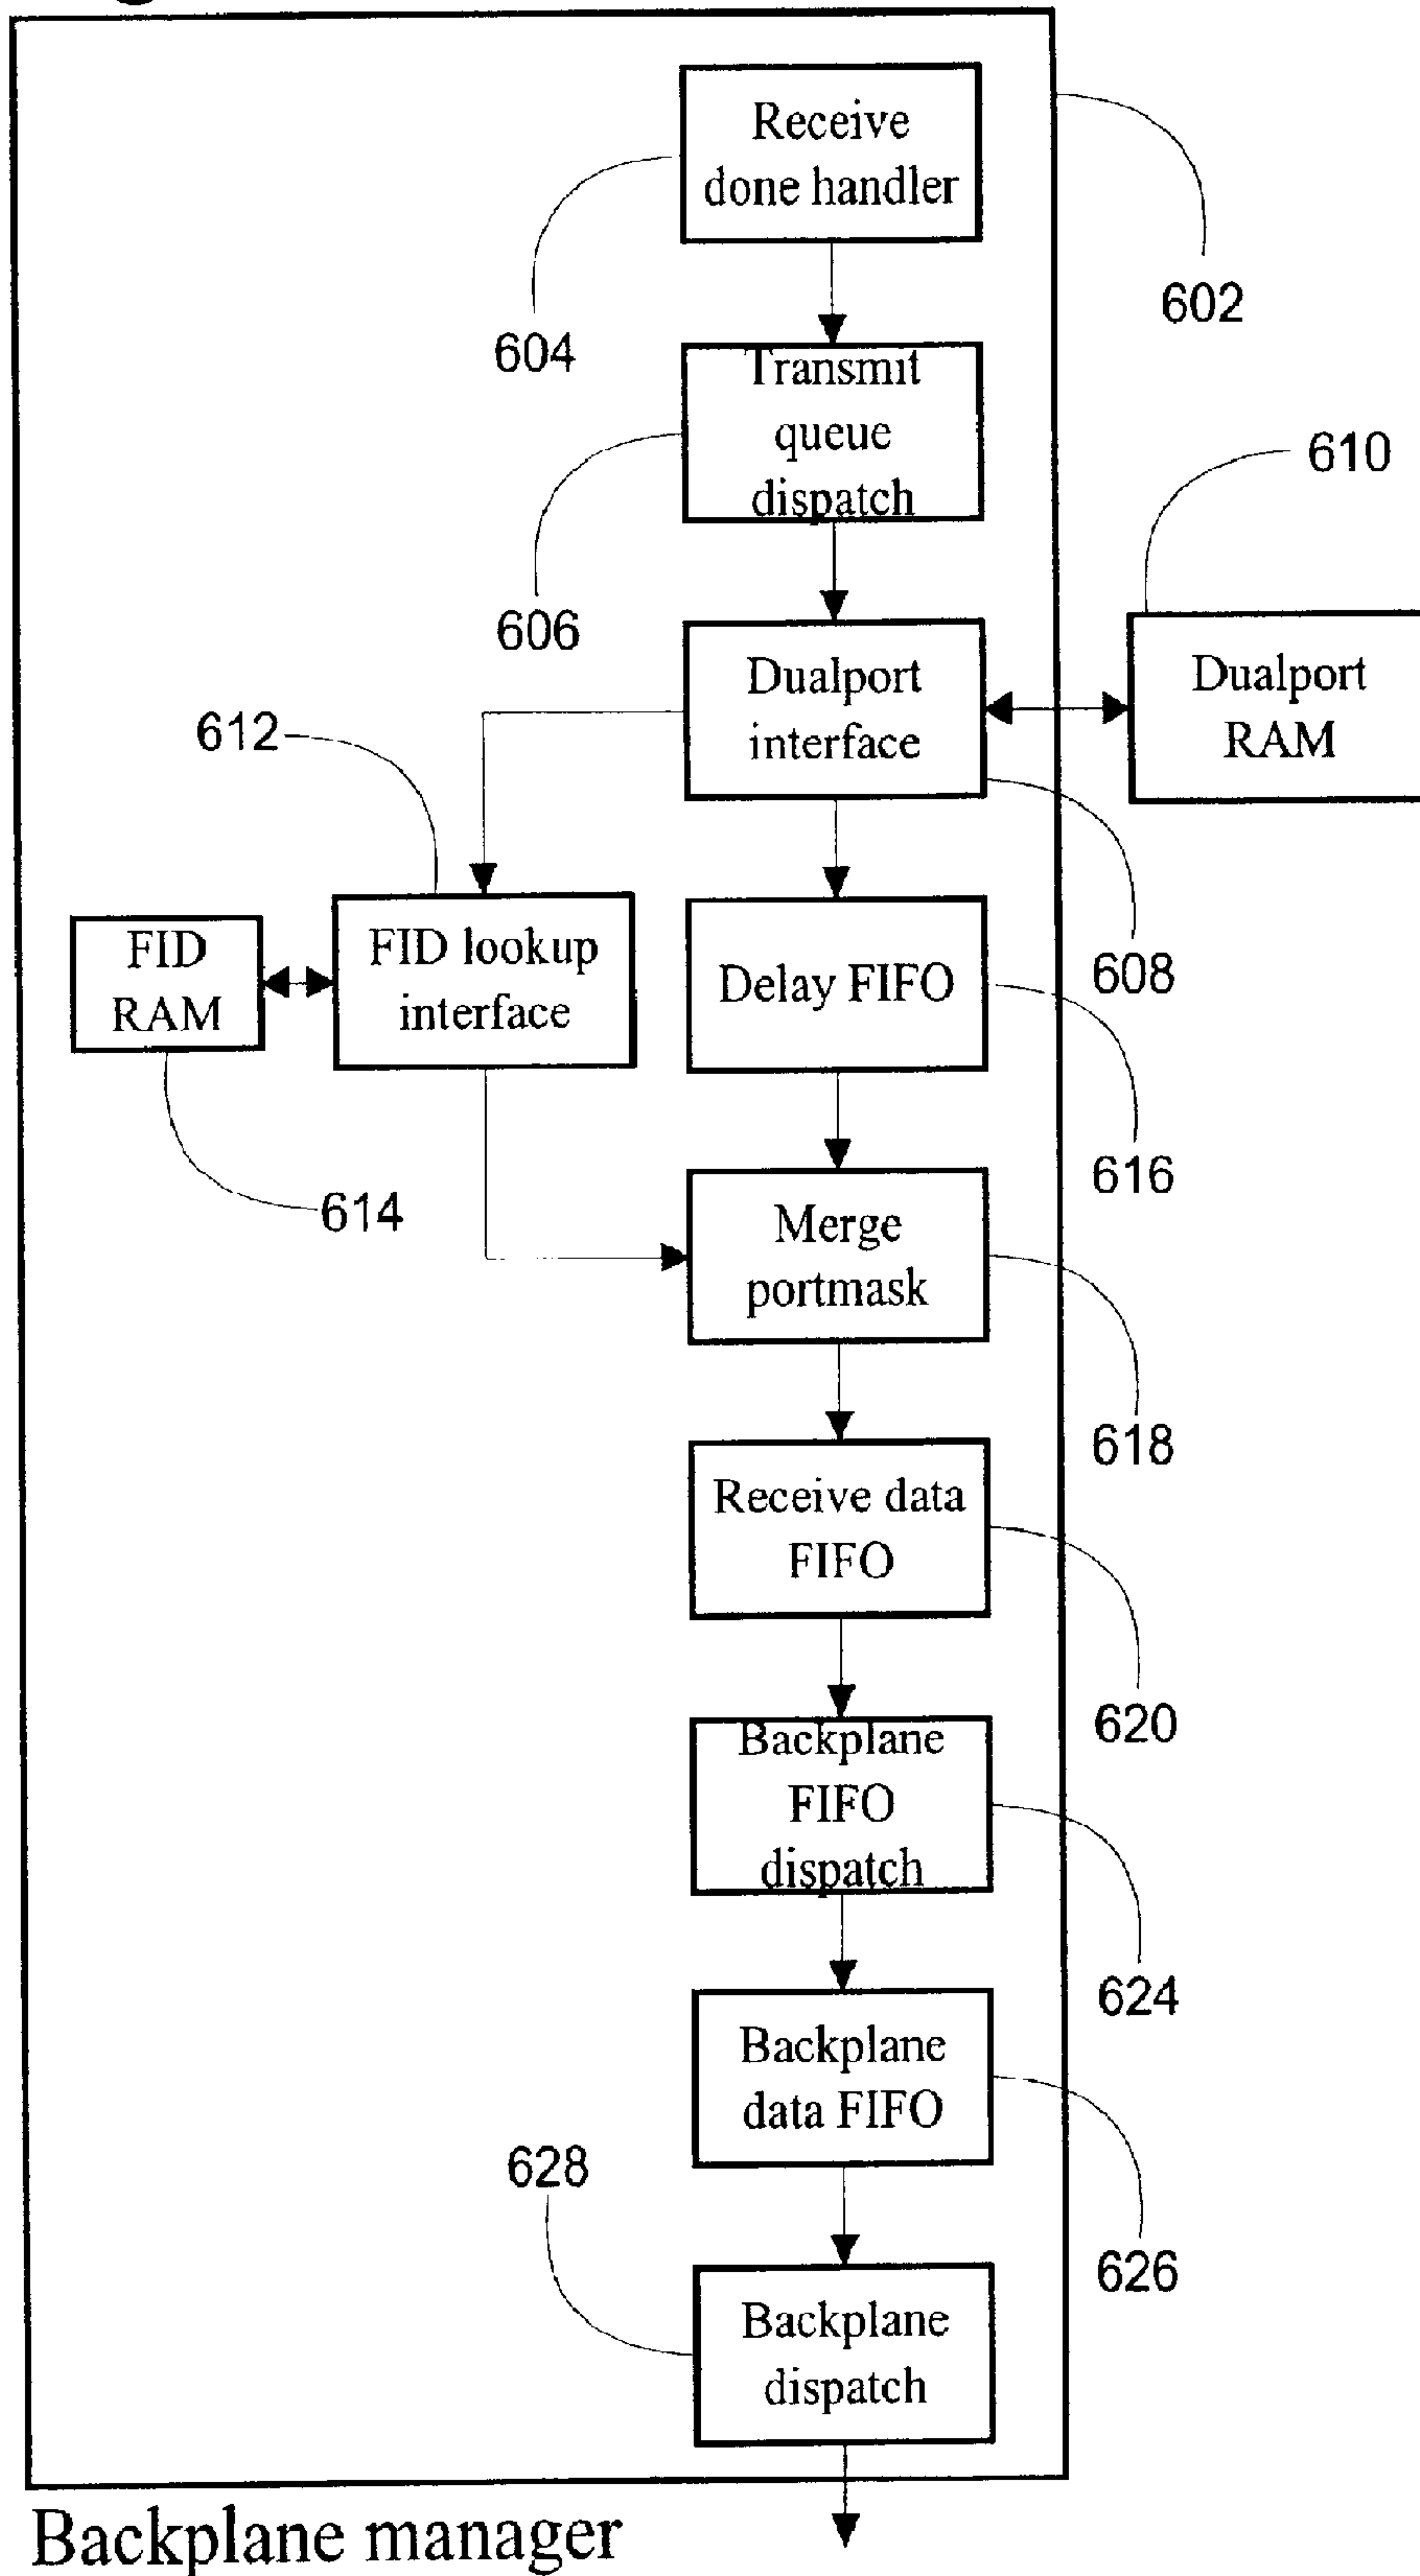 Receive
done handler
602
604
Transmit
queue
dispatch
610
606
Dualport
interface
Dualport
RAM
612
FID
RAM
FID lookup
interface
Delay FIFO
608
616
614
Merge
portmask
618
Receive data
FIFO
620
Backplane
FIFO
dispatch
624
Backplane
data FIFO
628
626
Backplane
dispatch
Backplane manager